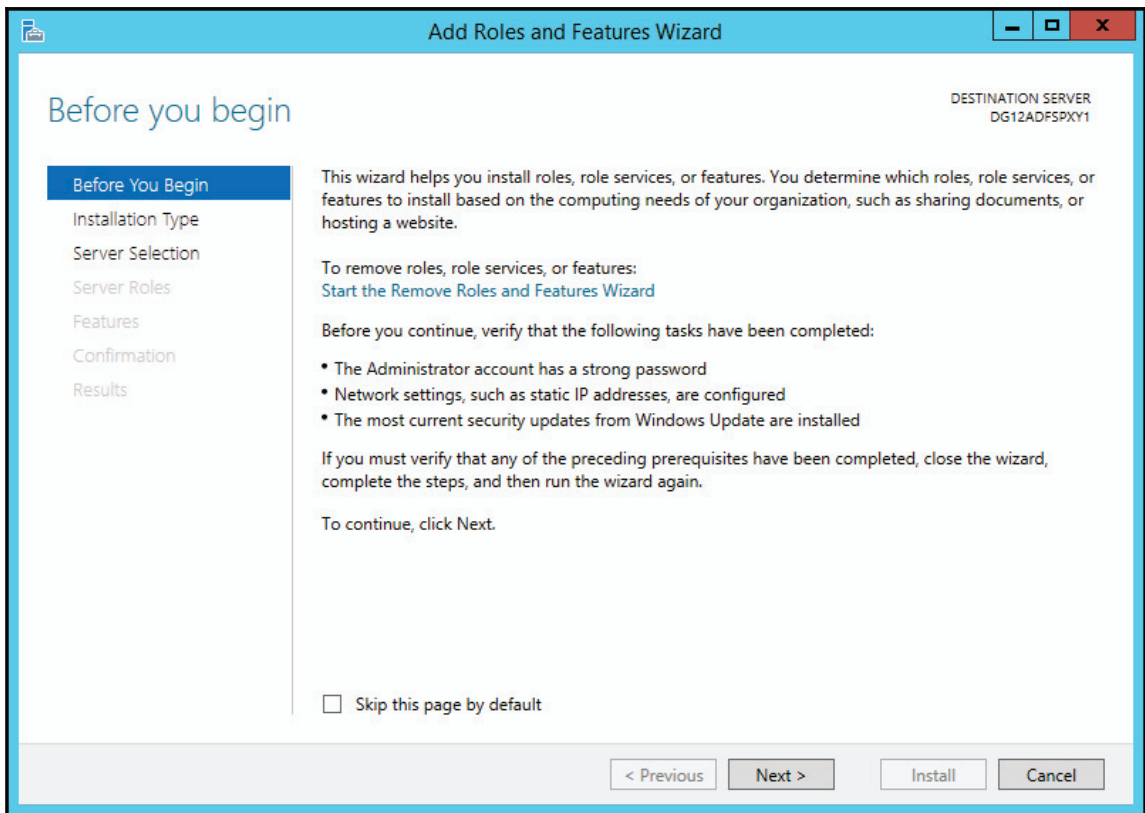 Add Roles and Features Wizard
Before you begin
DESTINATION SERVER
DG12ADFSPXY1
Before You Begin
Installation Type
Server Selection
Server Roles
Features
Confirmation
Results
This wizard helps you install roles, role services, or features. You determine which roles, role services, or
features to install based on the computing needs of your organization, such as sharing documents, or
hosting a website.
To remove roles, role services, or features:
Start the Remove Roles and Features Wizard
Before you continue, verify that the following tasks have been completed:
• The Administrator account has a strong password
• Network settings, such as static IP addresses, are configured
• The most current security updates from Windows Update are installed
If you must verify that any of the preceding prerequisites have been completed, close the wizard,
complete the steps, and then run the wizard again.
To continue, click Next.
Skip this page by default
< Previous
Next >
Install
Cancel